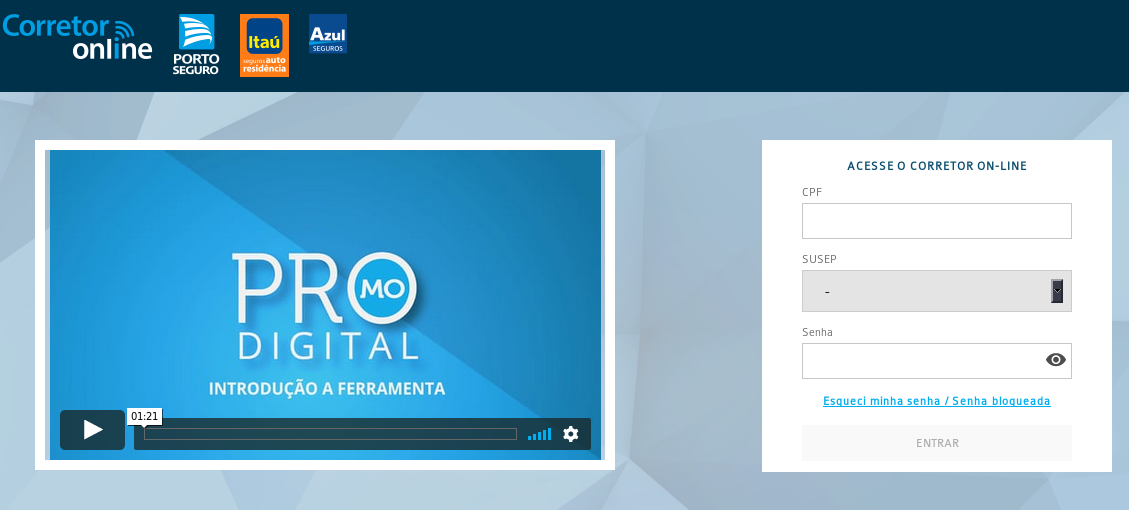 Corretor
online
PORTO
SEGURO
Itaú
seguros auto
residência
Azul
SEGUROS
PRO
MO
DIGITAL
INTRODUÇÃO A FERRAMENTA
01:21
ACESSE O CORRETOR ON-LINE
CPF
SUSEP
-
Senha
Esqueci minha senha / Senha bloqueada
ENTRAR